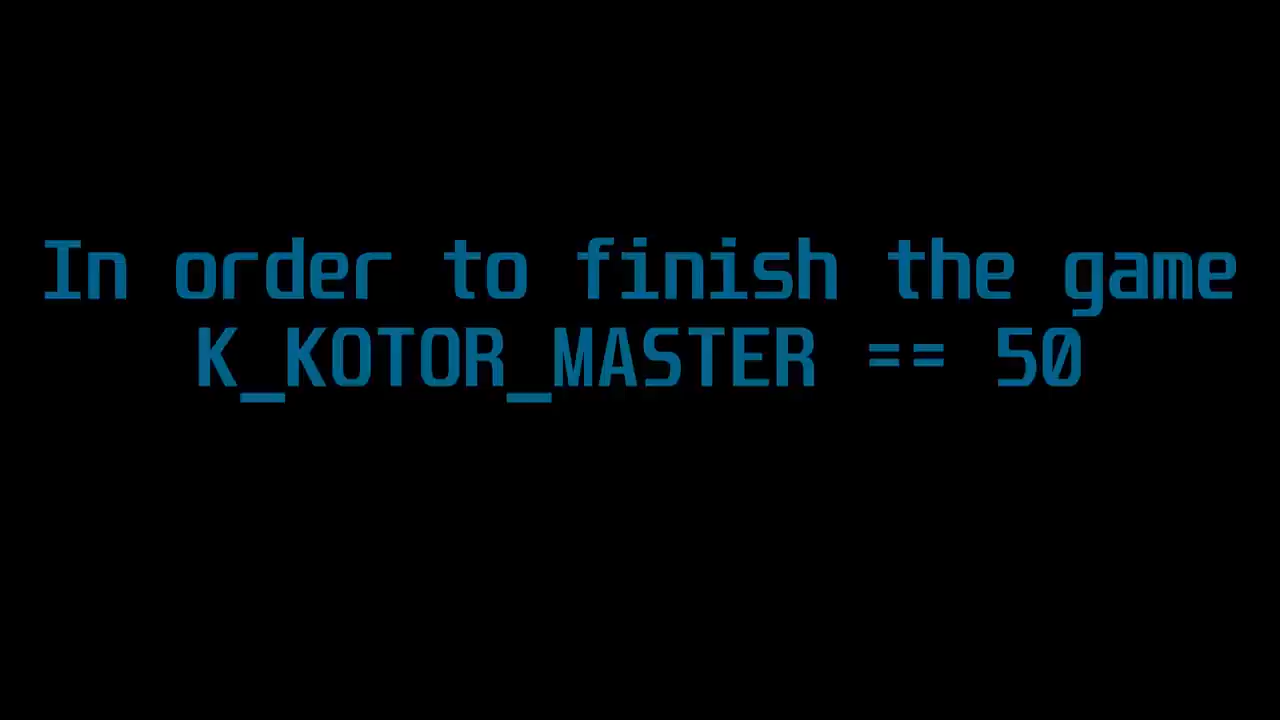 In order to finish the game
K_KOTOR_MASTER == 50